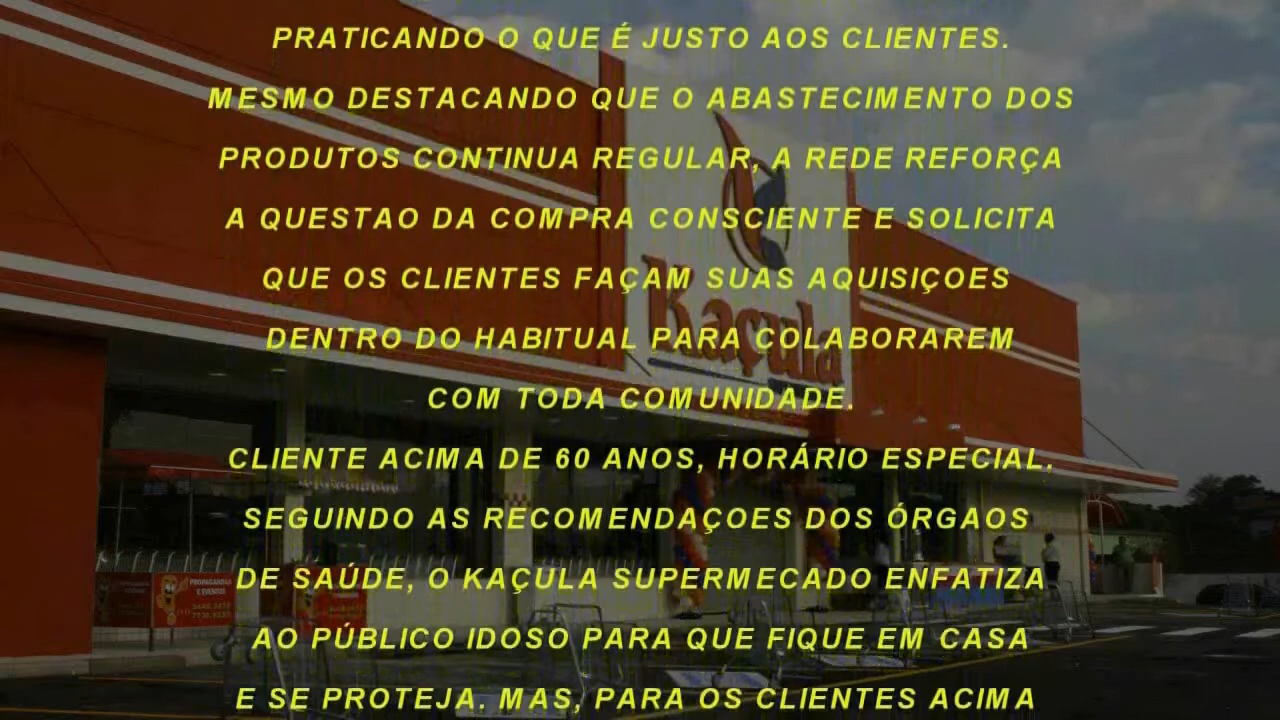 PRATICANDO O QUE É JUSTO AOS CLIENTES.
MESMO DESTACANDO QUE O ABASTECIMENTO DOS
PRODUTOS CONTINUA REGULAR, A REDE REFORÇA
A QUESTAO DA COMPRA CONSCIENTE E SOLICITA
QUE OS CLIENTES FAÇAM SUAS AQUISIÇOES
DENTRO DO HABITUAL PARA COLABORAREM
COM TODA COMUNIDADE.
CLIENTE ACIMA DE 60 ANOS, HORÁRIO ESPECIAL.
SEGUINDO AS RECOMENDAÇOES DOS ÓRGAOS
DE SAÚDE, O KAÇULA SUPERMECADO ENFATIZA
AO PÚBLICO IDOSO PARA QUE FIQUE EM CASA
E SE PROTEJA. MAS, PARA OS CLIENTES ACIMA
Kaçula
PROPAGANDAS
E EVENTOS